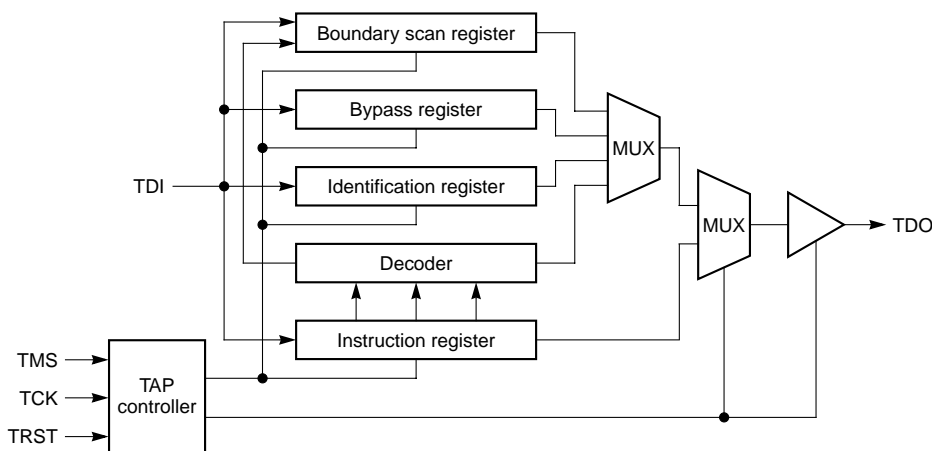 Boundary scan register
Bypass register
MUX
TDI
Identification register
MUX
TDO
Decoder
Instruction register
TMS
TCK
TRST
TAP
controller